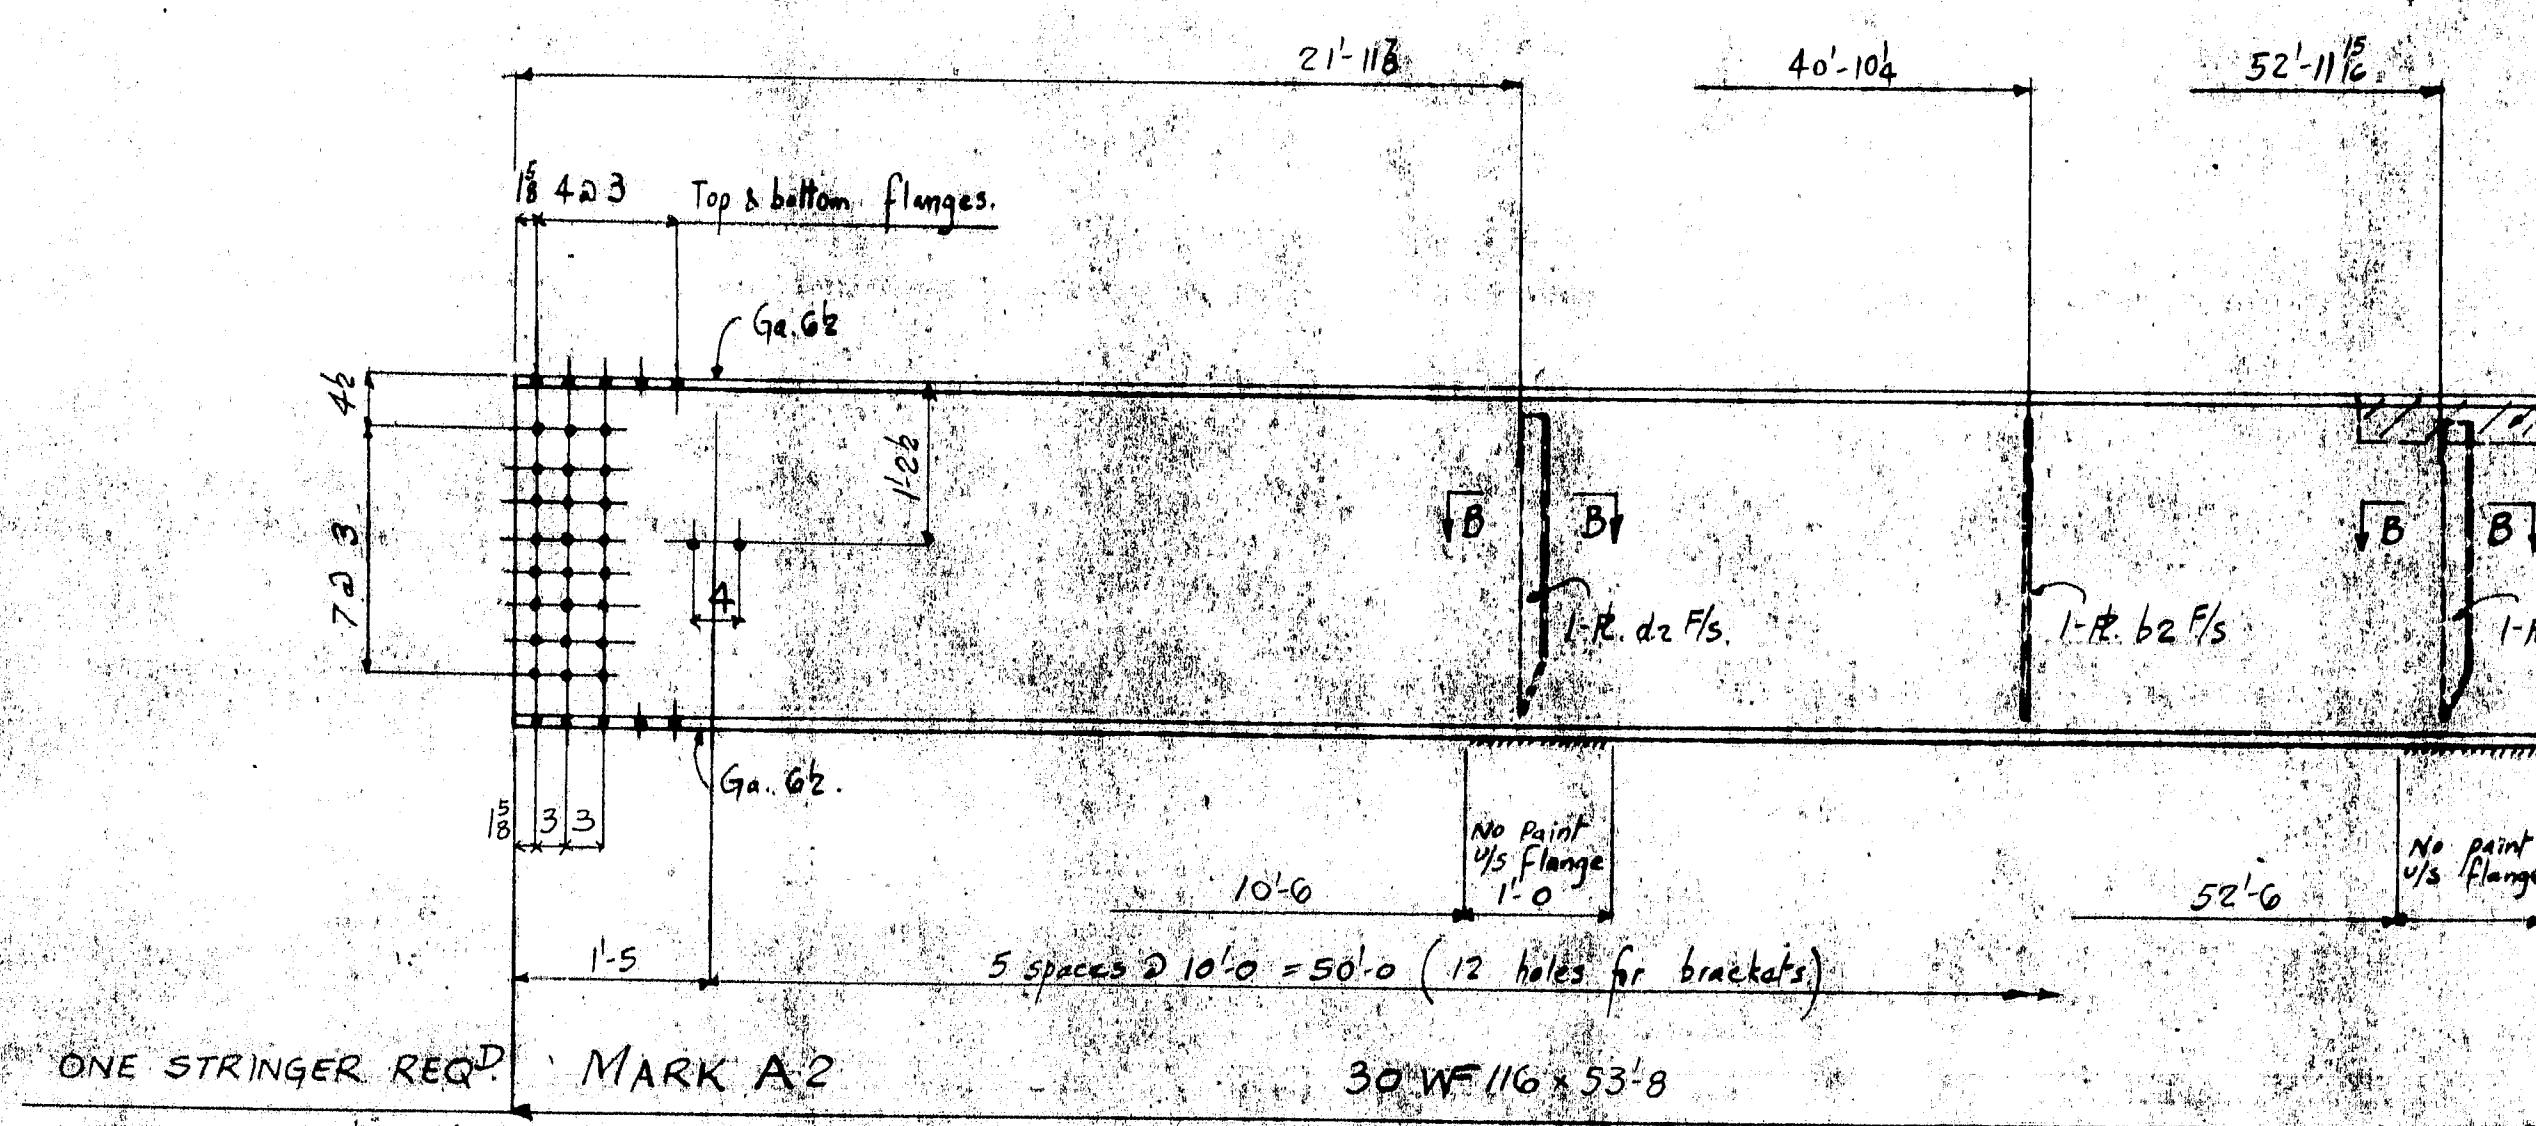 21'-11⅞
40'-10¼
52'-11 15/16
1⅝ 4 @ 3 Top & bottom flanges.
Ga. 6½
4½
1'-2½
7 @ 3
B B
B B
4
1-PL. d2 F/s.
1-PL. b2 F/s
Ga. 6½.
1⅝ 3 3
No Paint
u/s flange
1'-0
10'-6
No paint
u/s flange
52'-6
1'-5
5 spaces @ 10'-0 = 50'-0 (12 holes for brackets)
ONE STRINGER REQD. MARK A2
30 WF 116 x 53'-8